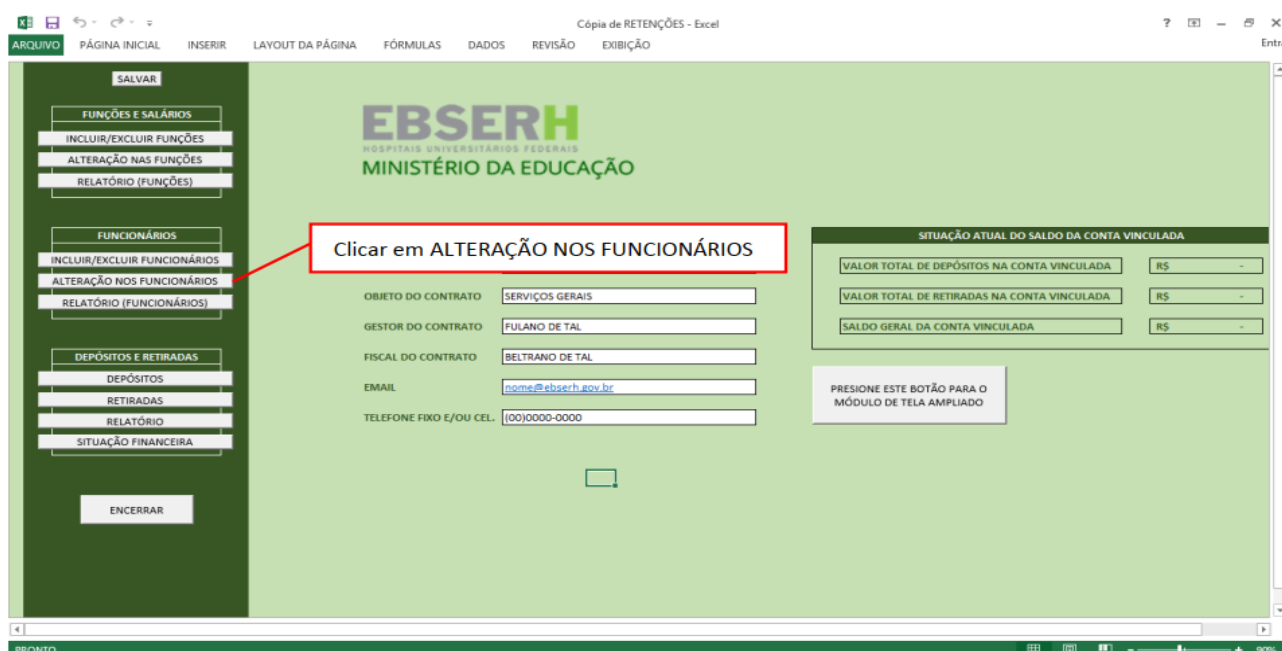 Cópia de RETENÇÕES - Excel
?
ARQUIVO PÁGINA INICIAL INSERIR LAYOUT DA PÁGINA FÓRMULAS DADOS REVISÃO EXIBIÇÃO
SALVAR
FUNÇÕES E SALÁRIOS
INCLUIR/EXCLUIR FUNÇÕES
ALTERAÇÃO NAS FUNÇÕES
RELATÓRIO (FUNÇÕES)
FUNCIONÁRIOS
INCLUIR/EXCLUIR FUNCIONÁRIOS
ALTERAÇÃO NOS FUNCIONÁRIOS
RELATÓRIO (FUNCIONÁRIOS)
DEPÓSITOS E RETIRADAS
DEPÓSITOS
RETIRADAS
RELATÓRIO
SITUAÇÃO FINANCEIRA
ENCERRAR
EBSERH
HOSPITAIS UNIVERSITÁRIOS FEDERAIS
MINISTÉRIO DA EDUCAÇÃO
Clicar em ALTERAÇÃO NOS FUNCIONÁRIOS
OBJETO DO CONTRATO SERVIÇOS GERAIS
GESTOR DO CONTRATO FULANO DE TAL
FISCAL DO CONTRATO BELTRANO DE TAL
EMAIL nome@ebserh.gov.br
TELEFONE FIXO E/OU CEL. (00)0000-0000
SITUAÇÃO ATUAL DO SALDO DA CONTA VINCULADA
VALOR TOTAL DE DEPÓSITOS NA CONTA VINCULADA R$ -
VALOR TOTAL DE RETIRADAS NA CONTA VINCULADA R$ -
SALDO GERAL DA CONTA VINCULADA R$ -
PRESIONE ESTE BOTÃO PARA O
MÓDULO DE TELA AMPLIADO
PRONTO
90%